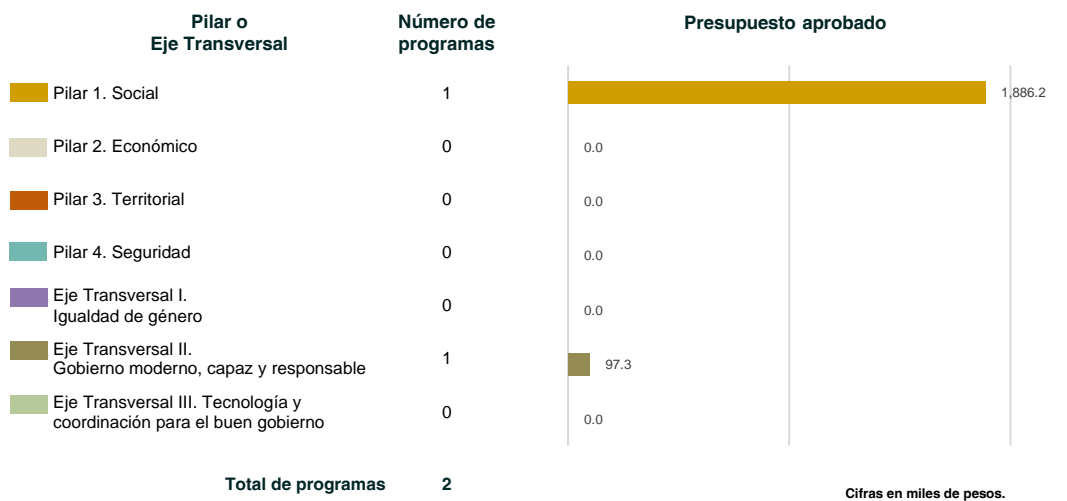 Pilar o
Eje Transversal
Número de
programas
Presupuesto aprobado
Pilar 1. Social
1
1,886.2
Pilar 2. Económico
0
0.0
Pilar 3. Territorial
0
0.0
Pilar 4. Seguridad
0
0.0
Eje Transversal I.
Igualdad de género
0
0.0
Eje Transversal II.
Gobierno moderno, capaz y responsable
1
97.3
Eje Transversal III. Tecnología y
coordinación para el buen gobierno
0
0.0
Total de programas
2
Cifras en miles de pesos.